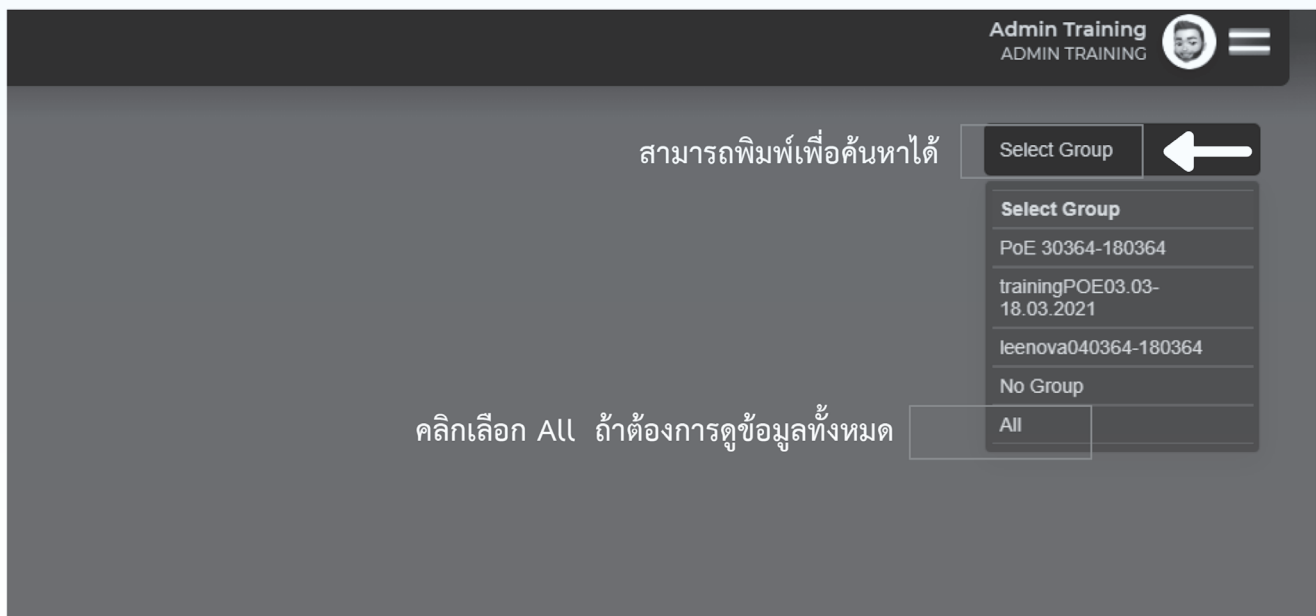 Admin Training
ADMIN TRAINING
สามารถพิมพ์เพื่อค้นหาได้
Select Group
Select Group
PoE 30364-180364
trainingPOE03.03-
18.03.2021
leenova040364-180364
No Group
คลิกเลือก All ถ้าต้องการดูข้อมูลทั้งหมด
All